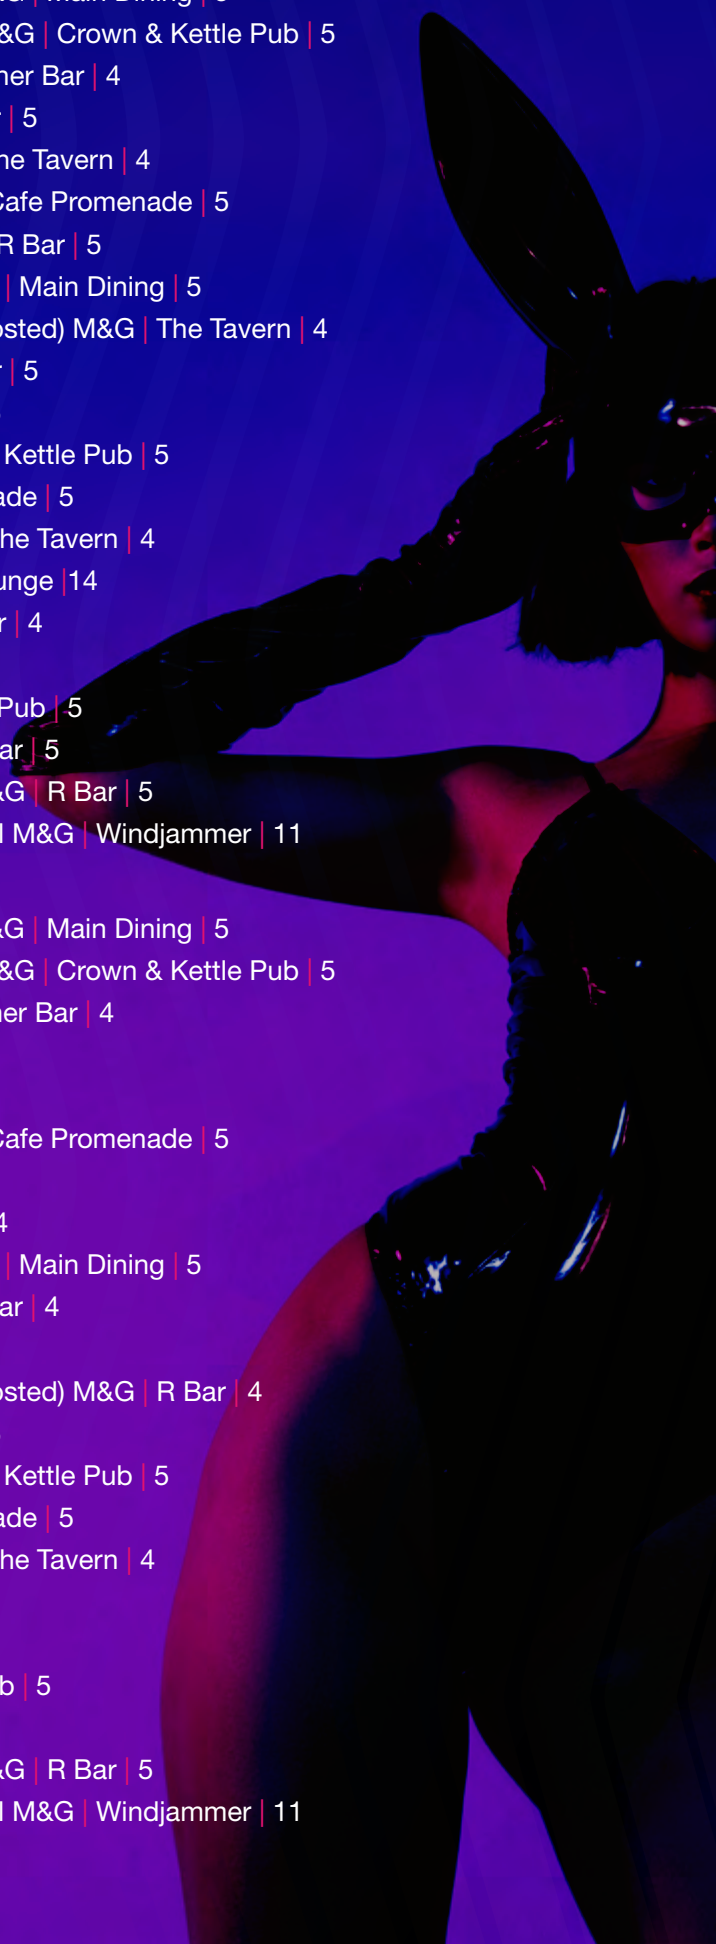 &G | Crown & Kettle Pub | 5
ner Bar | 4
| 5
he Tavern | 4
Cafe Promenade | 5
R Bar | 5
| Main Dining | 5
osted) M&G | The Tavern | 4
| 5
Kettle Pub | 5
ade | 5
he Tavern | 4
unge |14
r | 4
Pub | 5
ar | 5
&G | R Bar | 5
M&G | Windjammer | 11
&G | Main Dining | 5
&G | Crown & Kettle Pub | 5
ner Bar | 4
Cafe Promenade | 5
4
| Main Dining | 5
ar | 4
osted) M&G | R Bar | 4
Kettle Pub | 5
ade | 5
he Tavern | 4
b | 5
&G | R Bar | 5
M&G | Windjammer | 11